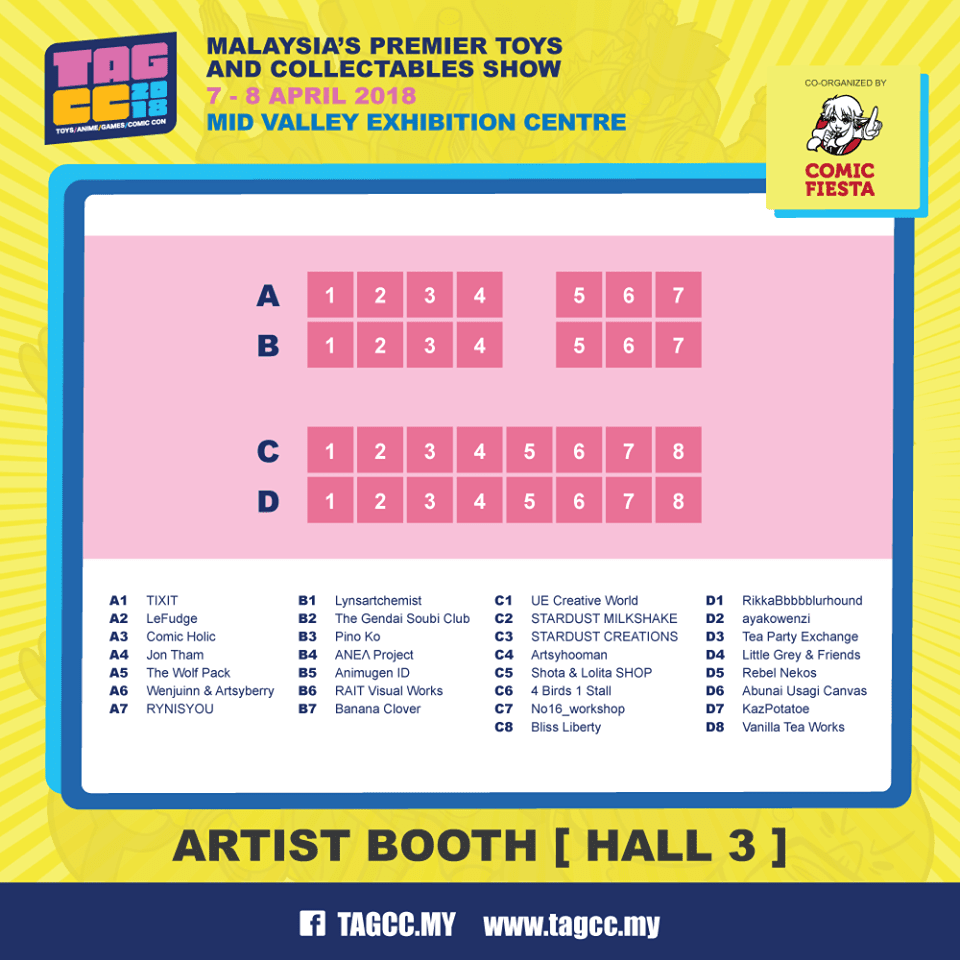 TAG
CC 2018
TOYS/ANIME/GAMES/COMIC CON
MALAYSIA'S PREMIER TOYS
AND COLLECTABLES SHOW
7 - 8 APRIL 2018
MID VALLEY EXHIBITION CENTRE
CO-ORGANIZED BY
COMIC
FIESTA
A 1 2 3 4 5 6 7
B 1 2 3 4 5 6 7
C 1 2 3 4 5 6 7 8
D 1 2 3 4 5 6 7 8
A1 TIXIT
A2 LeFudge
A3 Comic Holic
A4 Jon Tham
A5 The Wolf Pack
A6 Wenjuinn & Artsyberry
A7 RYNISYOU
B1 Lynsartchemist
B2 The Gendai Soubi Club
B3 Pino Ko
B4 ANEΛ Project
B5 Animugen ID
B6 RAIT Visual Works
B7 Banana Clover
C1 UE Creative World
C2 STARDUST MILKSHAKE
C3 STARDUST CREATIONS
C4 Artsyhooman
C5 Shota & Lolita SHOP
C6 4 Birds 1 Stall
C7 No16_workshop
C8 Bliss Liberty
D1 RikkaBbbbblurhound
D2 ayakowenzi
D3 Tea Party Exchange
D4 Little Grey & Friends
D5 Rebel Nekos
D6 Abunai Usagi Canvas
D7 KazPotatoe
D8 Vanilla Tea Works
ARTIST BOOTH [ HALL 3 ]
TAGCC.MY www.tagcc.my